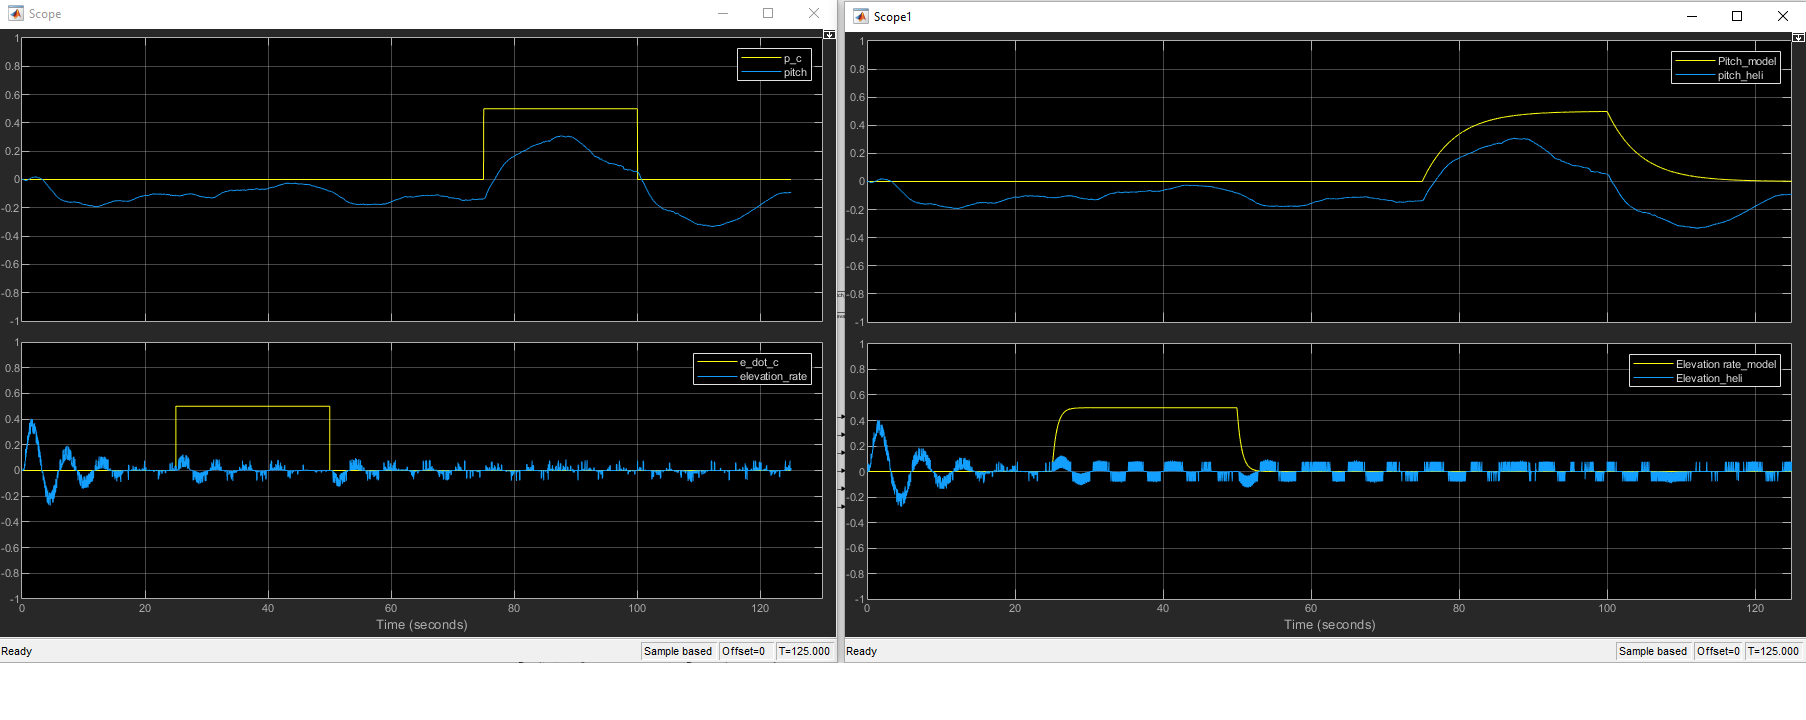 Scope
1
0.8
0.6
0.4
0.2
0
-0.2
-0.4
-0.6
-0.8
-1
p_c
pitch
1
0.8
0.6
0.4
0.2
0
-0.2
-0.4
-0.6
-0.8
-1
e_dot_c
elevation_rate
0 20 40 60 80 100 120
Time (seconds)
Ready Sample based Offset=0 T=125.000
Scope1
1
0.8
0.6
0.4
0.2
0
-0.2
-0.4
-0.6
-0.8
-1
Pitch_model
pitch_heli
1
0.8
0.6
0.4
0.2
0
-0.2
-0.4
-0.6
-0.8
-1
Elevation rate_model
Elevation_heli
0 20 40 60 80 100 120
Time (seconds)
Ready Sample based Offset=0 T=125.000